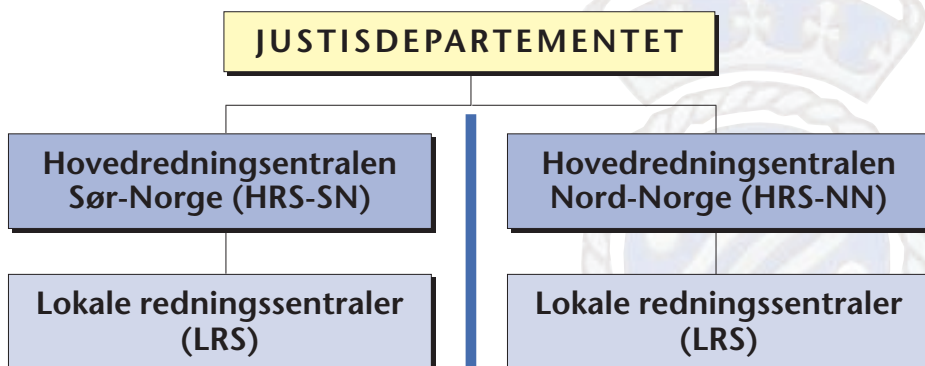 JUSTISDEPARTEMENTET
Hovedredningsentralen
Sør-Norge (HRS-SN)
Hovedredningsentralen
Nord-Norge (HRS-NN)
Lokale redningssentraler
(LRS)
Lokale redningssentraler
(LRS)